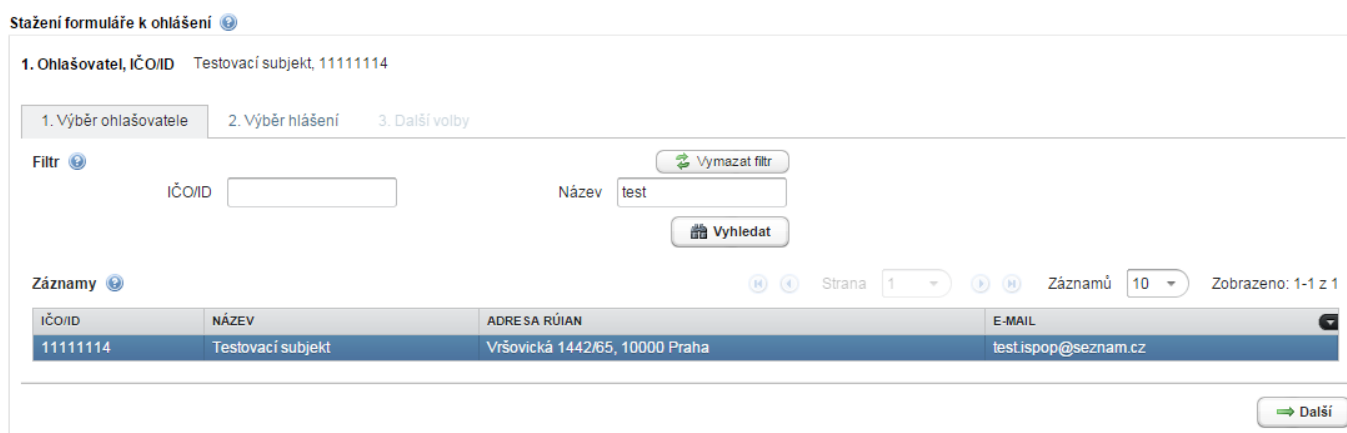 Stažení formuláře k ohlášení
1. Ohlašovatel, IČO/ID Testovací subjekt, 11111114
1. Výběr ohlašovatele 2. Výběr hlášení 3. Další volby
Filtr Vymazat filtr
IČO/ID Název test
Vyhledat
Záznamy Strana 1 Záznamů 10 Zobrazeno: 1-1 z 1
IČO/ID NÁZEV ADRESA RÚIAN E-MAIL
11111114 Testovací subjekt Vršovická 1442/65, 10000 Praha test.ispop@seznam.cz
Další